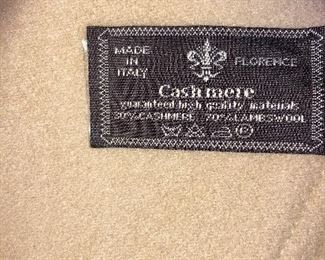 MADE
IN
ITALY
FLORENCE
Cashmere
guaranteed high quality materials
30%CASHMERE 70%LAMBSWOOL